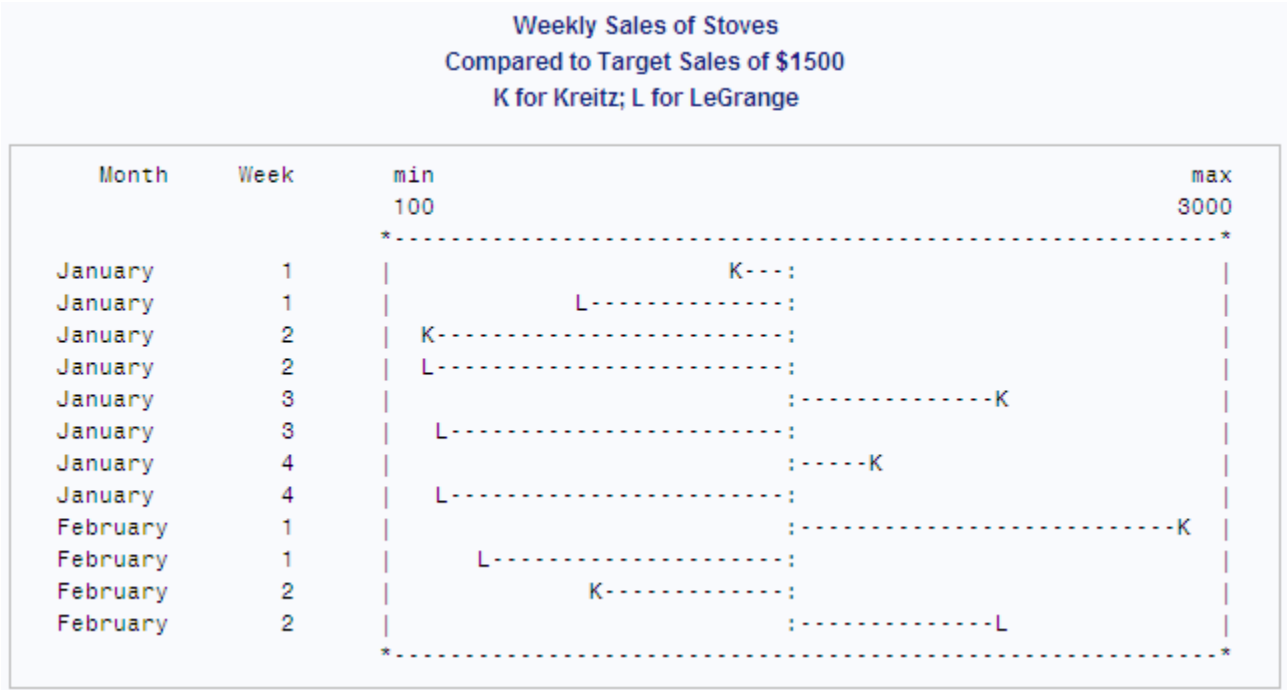 Weekly Sales of Stoves
Compared to Target Sales of $1500
K for Kreitz; L for LeGrange
Month Week min max
100 3000
*------------------------------------------------------------*
January 1 | K---: |
January 1 | L--------------: |
January 2 | K-------------------------: |
January 2 | L-------------------------: |
January 3 | :--------------K |
January 3 | L------------------------: |
January 4 | :-----K |
January 4 | L------------------------: |
February 1 | :---------------------------K |
February 1 | L---------------------: |
February 2 | K-------------: |
February 2 | :--------------L |
*------------------------------------------------------------*